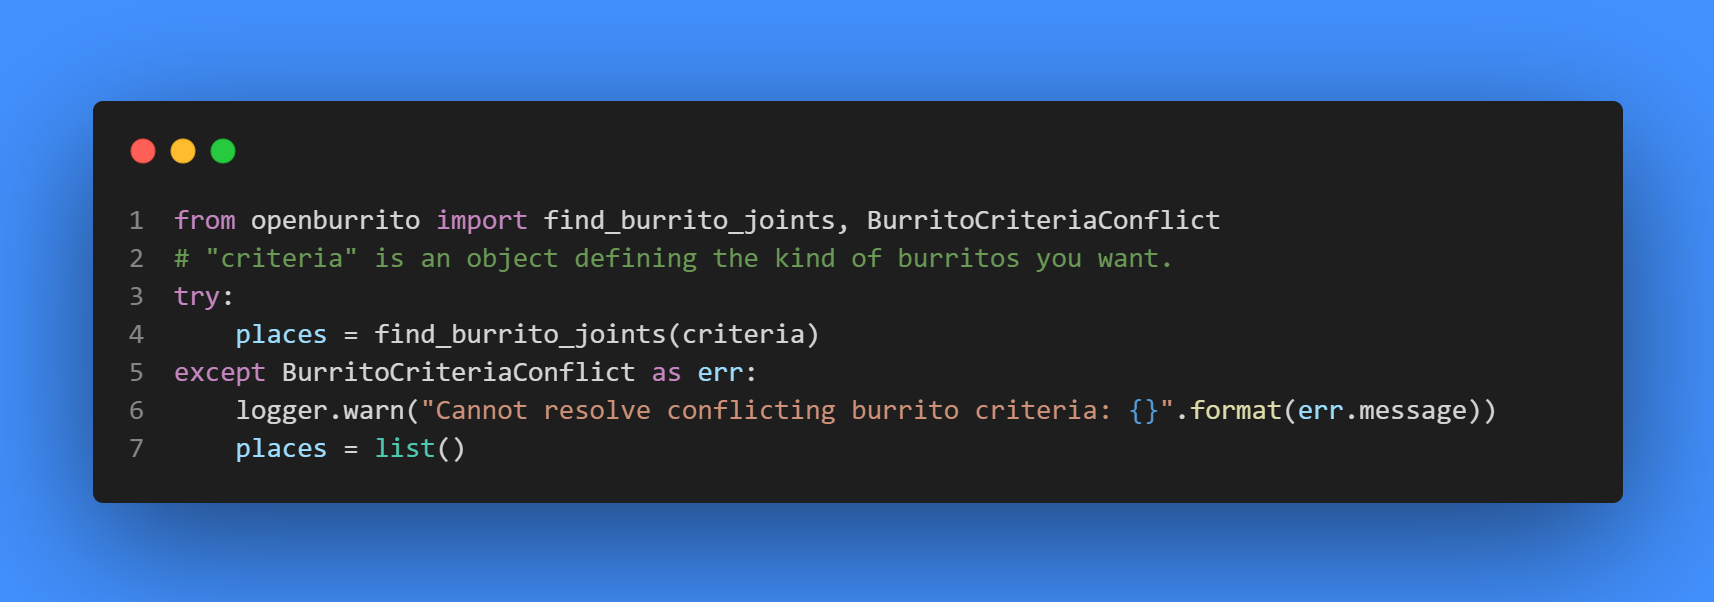 1 from openburrito import find_burrito_joints, BurritoCriteriaConflict
2 # "criteria" is an object defining the kind of burritos you want.
3 try:
4     places = find_burrito_joints(criteria)
5 except BurritoCriteriaConflict as err:
6     logger.warn("Cannot resolve conflicting burrito criteria: {}".format(err.message))
7     places = list()